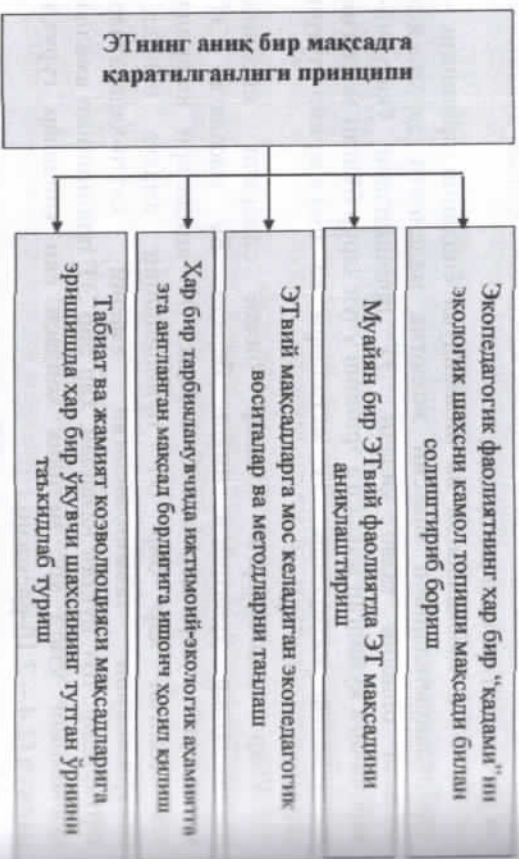 ЭТнинг аниқ бир мақсадга
қаратилганлиги принципи
Экопедагогик фаолиятнинг ҳар бир “қадами”ни
экологик шахсни камол топиши мақсади билан
солиштириб бориш
Муайян бир ЭТвий фаолиятда ЭТ мақсадини
аниқлаштириш
ЭТвий мақсадларга мос келадиган экопедагогик
воситалар ва методларни танлаш
Ҳар бир тарбияланувчида ижтимоий-экологик аҳамиятга
эга англанган мақсад борлигига ишонч ҳосил қилиш
Табиат ва жамият коэволюцияси мақсадларига
эришишда ҳар бир ўқувчи шахсининг тутган ўрнини
таъкидлаб туриш